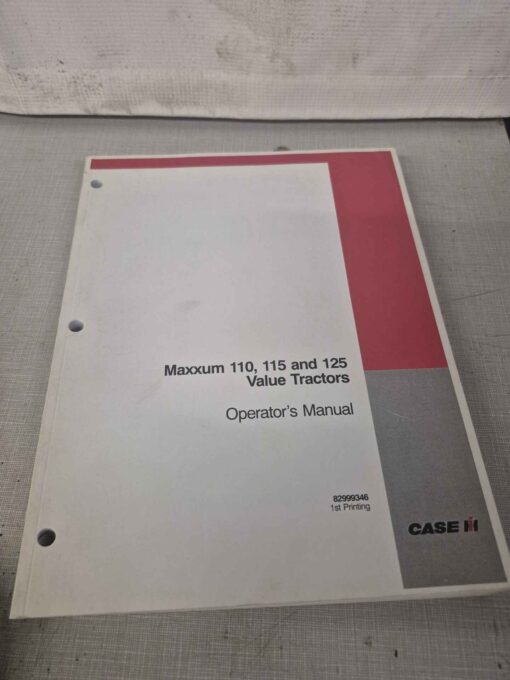 Maxxum 110, 115 and 125
Value Tractors
Operator's Manual
82999346
1st Printing
CASE IH